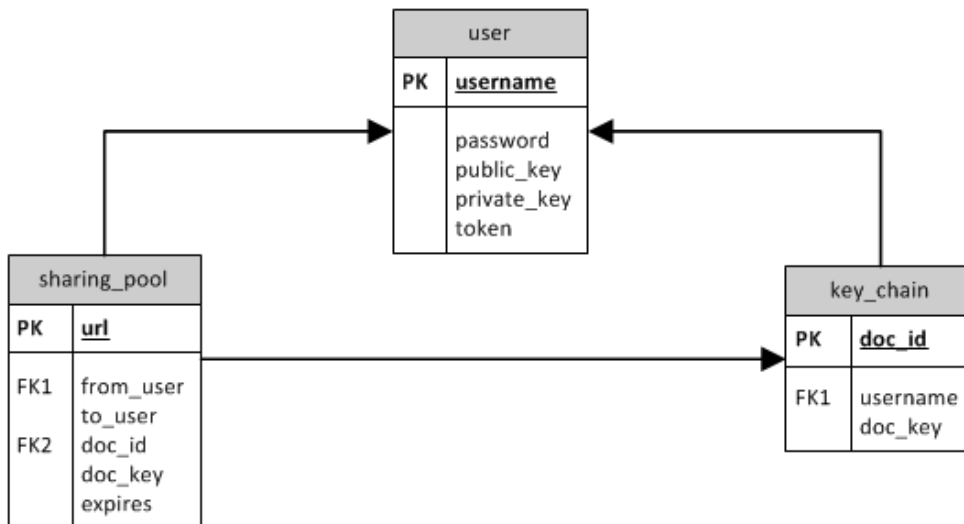 user
PK username
password
public_key
private_key
token
sharing_pool
PK url
FK1 from_user
to_user
FK2 doc_id
doc_key
expires
key_chain
PK doc_id
FK1 username
doc_key